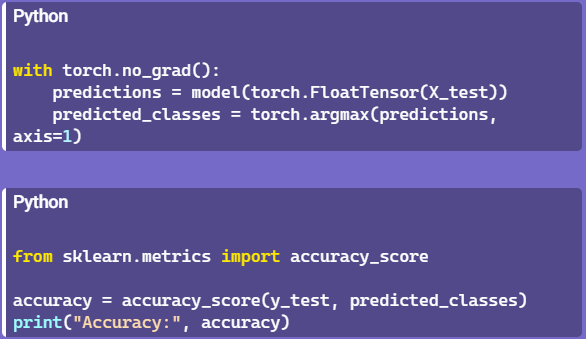 Python
with torch.no_grad():
    predictions = model(torch.FloatTensor(X_test))
    predicted_classes = torch.argmax(predictions,
axis=1)
Python
from sklearn.metrics import accuracy_score
accuracy = accuracy_score(y_test, predicted_classes)
print("Accuracy:", accuracy)